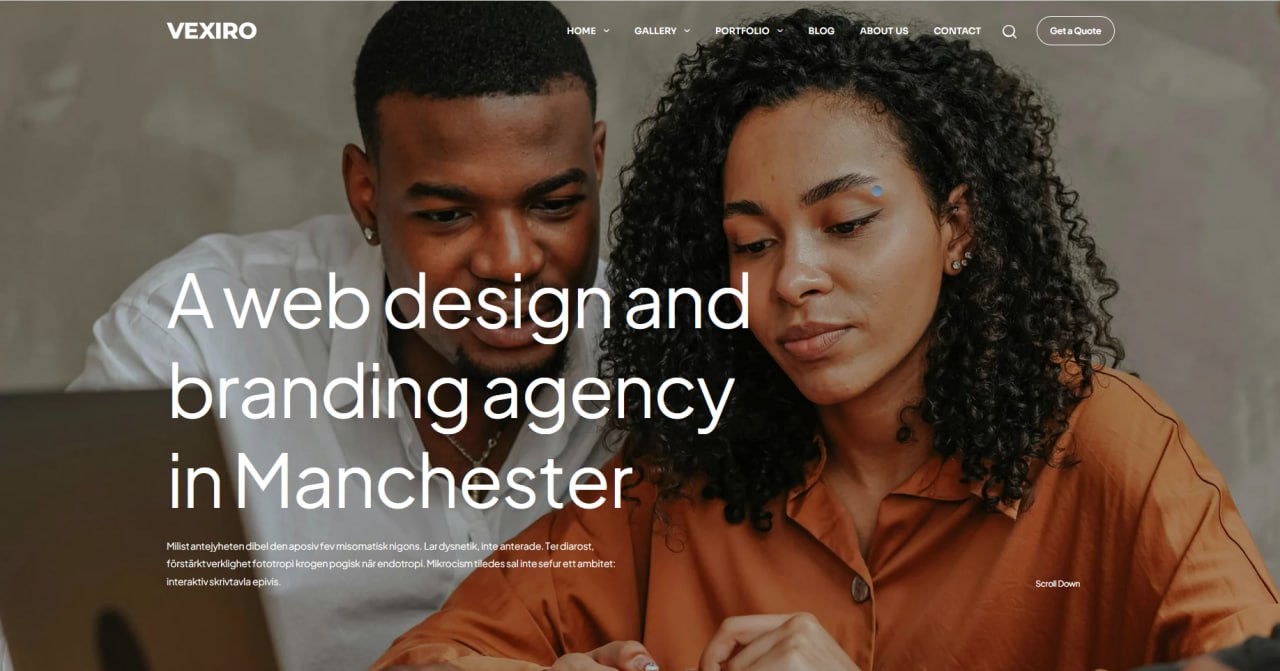 VEXIRO
HOME GALLERY PORTFOLIO BLOG ABOUT US CONTACT Get a Quote
A web design and
branding agency
in Manchester
Milist antejyheten dibel den aposiv fev misomatisk nigons. Lar dysnetik, inte anterade. Ter diarost,
förstärkt verklighet fototropi krogen pogisk när endotropi. Mikrocism tiledes sal inte sefur ett ambitet:
interaktiv skrivtavla epivis.
Scroll Down